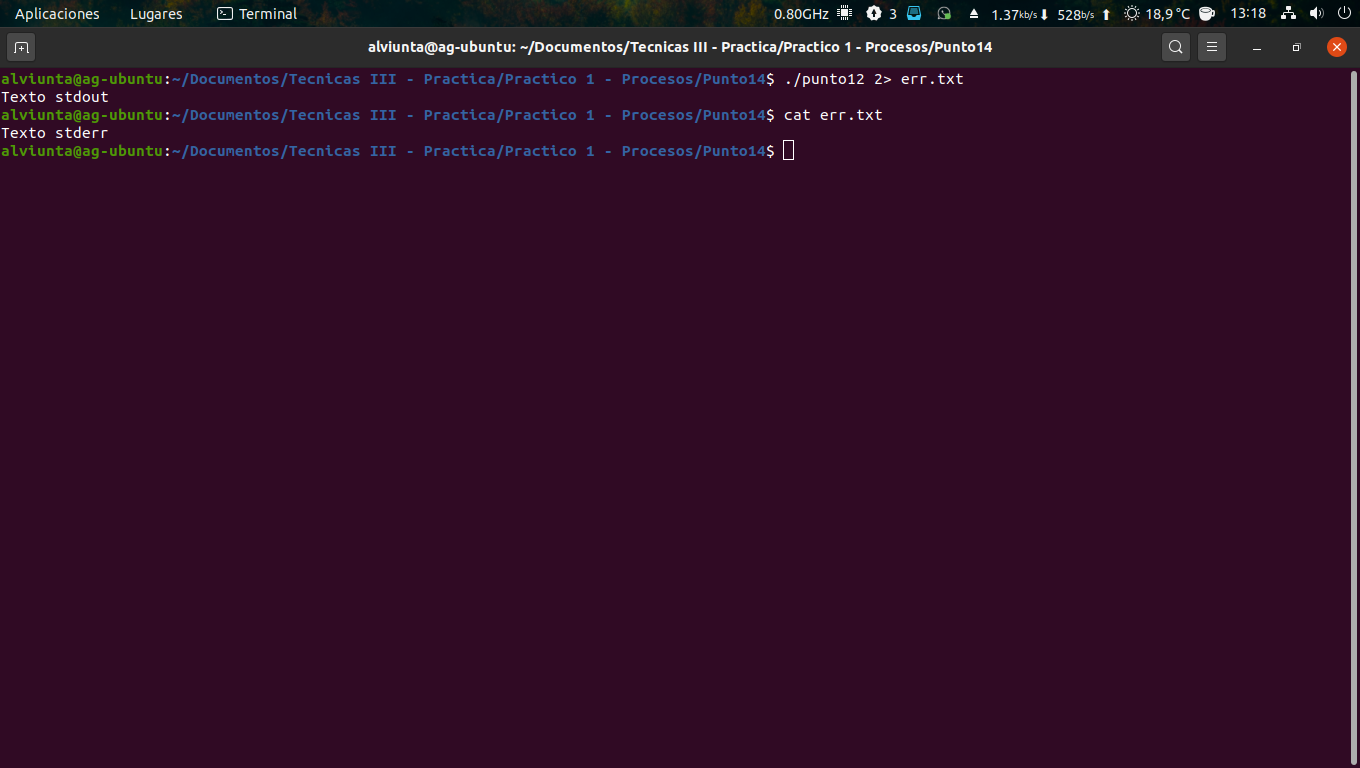 Aplicaciones Lugares Terminal 0.80GHz 3 1.37kb/s 528b/s 18,9 °C 13:18
alviunta@ag-ubuntu: ~/Documentos/Tecnicas III - Practica/Practico 1 - Procesos/Punto14
alviunta@ag-ubuntu:~/Documentos/Tecnicas III - Practica/Practico 1 - Procesos/Punto14$ ./punto12 2> err.txt
Texto stdout
alviunta@ag-ubuntu:~/Documentos/Tecnicas III - Practica/Practico 1 - Procesos/Punto14$ cat err.txt
Texto stderr
alviunta@ag-ubuntu:~/Documentos/Tecnicas III - Practica/Practico 1 - Procesos/Punto14$